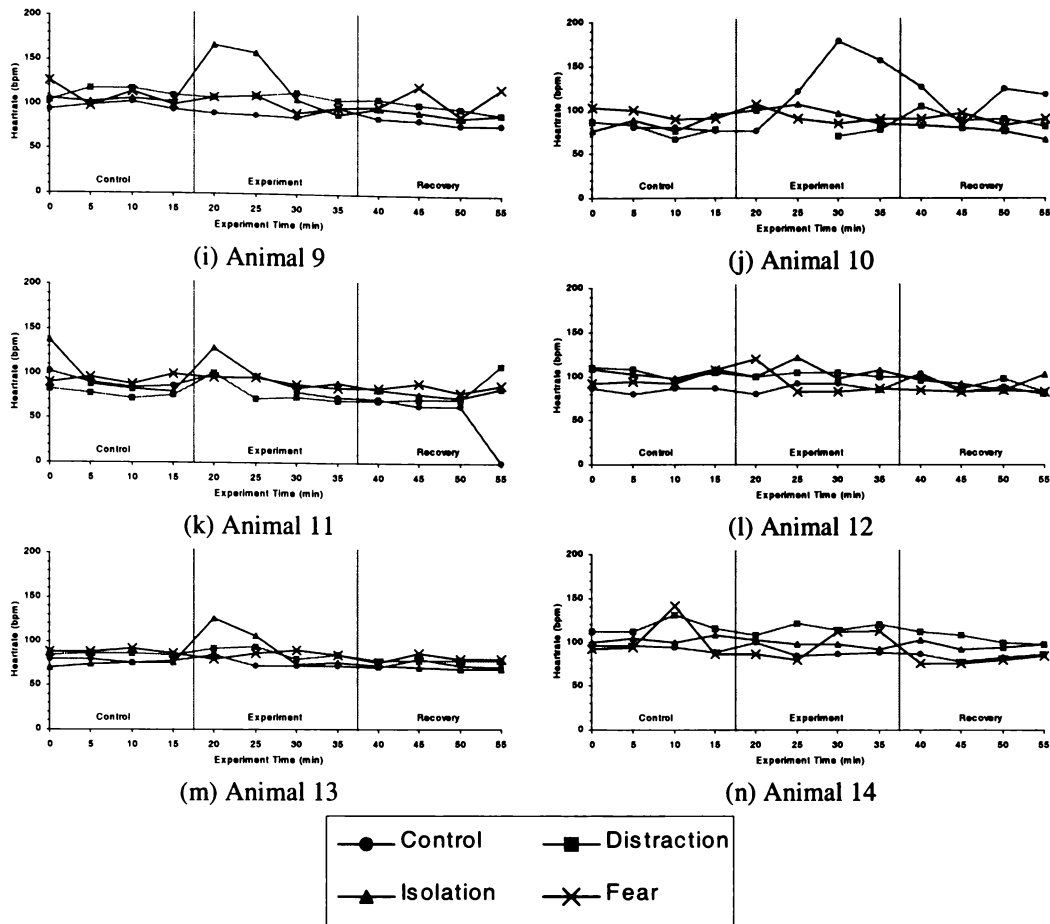 200
150
100
50
0
Heartrate (bpm)
Control Experiment Recovery
0 5 10 15 20 25 30 35 40 45 50 55
Experiment Time (min)
(i) Animal 9
200
150
100
50
0
Heartrate (bpm)
Control Experiment Recovery
0 5 10 15 20 25 30 35 40 45 50 55
Experiment Time (min)
(j) Animal 10
200
150
100
50
0
Heartrate (bpm)
Control Experiment Recovery
0 5 10 15 20 25 30 35 40 45 50 55
Experiment Time (min)
(k) Animal 11
200
150
100
50
0
Heartrate (bpm)
Control Experiment Recovery
0 5 10 15 20 25 30 35 40 45 50 55
Experiment Time (min)
(l) Animal 12
200
150
100
50
0
Heartrate (bpm)
Control Experiment Recovery
0 5 10 15 20 25 30 35 40 45 50 55
Experiment Time (min)
(m) Animal 13
200
150
100
50
0
Heartrate (bpm)
Control Experiment Recovery
0 5 10 15 20 25 30 35 40 45 50 55
Experiment Time (min)
(n) Animal 14
Control Distraction
Isolation Fear